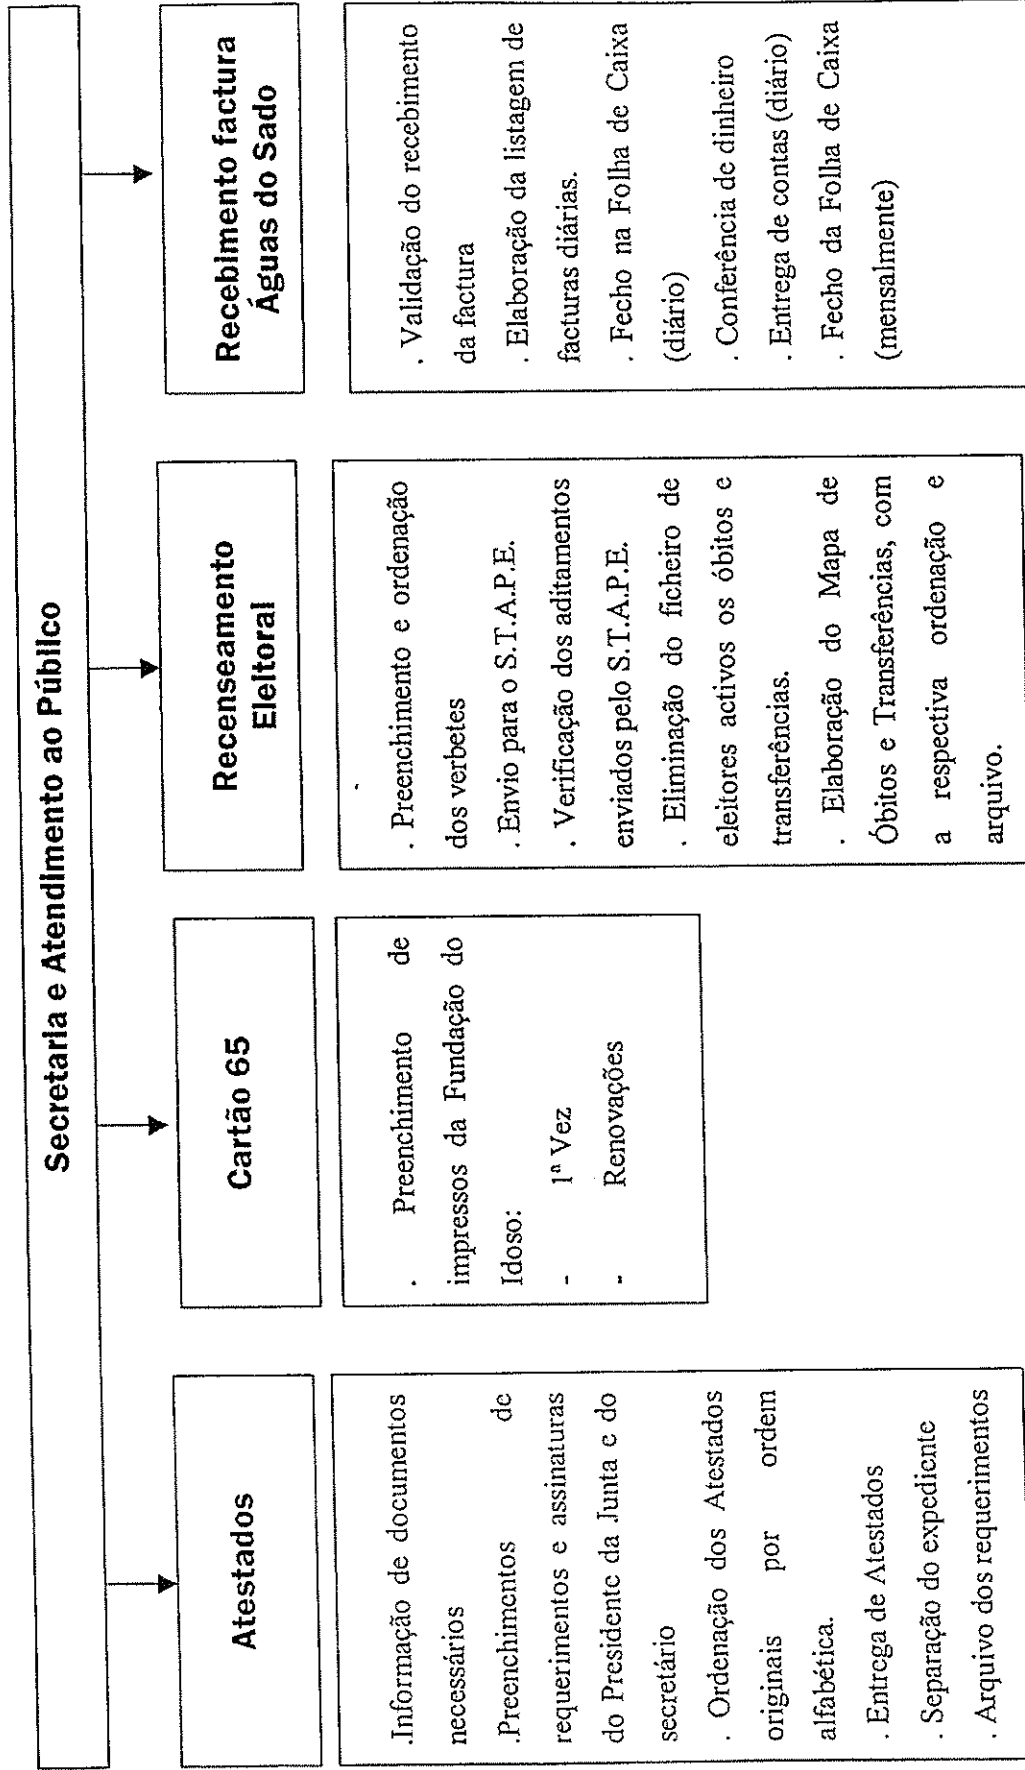 Secretaria e Atendimento ao Público
Atestados
.Informação de documentos
necessários
.Preenchimentos de
requerimentos e assinaturas
do Presidente da Junta e do
secretário
. Ordenação dos Atestados
originais por ordem
alfabética.
. Entrega de Atestados
. Separação do expediente
. Arquivo dos requerimentos
Cartão 65
. Preenchimento de
impressos da Fundação do
Idoso:
- 1ª Vez
- Renovações
Recenseamento
Eleitoral
. Preenchimento e ordenação
dos verbetes
. Envio para o S.T.A.P.E.
. Verificação dos aditamentos
enviados pelo S.T.A.P.E.
. Eliminação do ficheiro de
eleitores activos os óbitos e
transferências.
. Elaboração do Mapa de
Óbitos e Transferências, com
a respectiva ordenação e
arquivo.
Recebimento factura
Águas do Sado
. Validação do recebimento
da factura
. Elaboração da listagem de
facturas diárias.
. Fecho na Folha de Caixa
(diário)
. Conferência de dinheiro
. Entrega de contas (diário)
. Fecho da Folha de Caixa
(mensalmente)